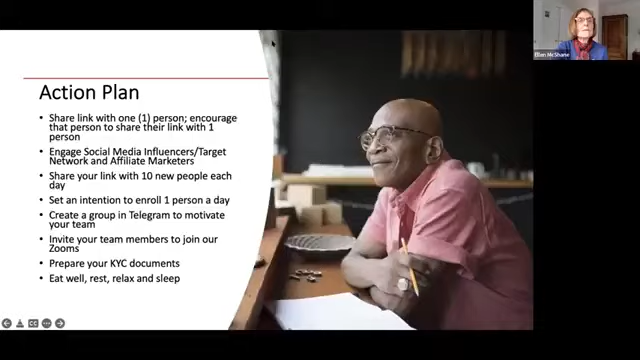 Ellen McShane
Action Plan
• Share link with one (1) person; encourage
that person to share their link with 1
person
• Engage Social Media Influencers/Target
Network and Affiliate Marketers
• Share your link with 10 new people each
day
• Set an intention to enroll 1 person a day
• Create a group in Telegram to motivate
your team
• Invite your team members to join our
Zooms
• Prepare your KYC documents
• Eat well, rest, relax and sleep